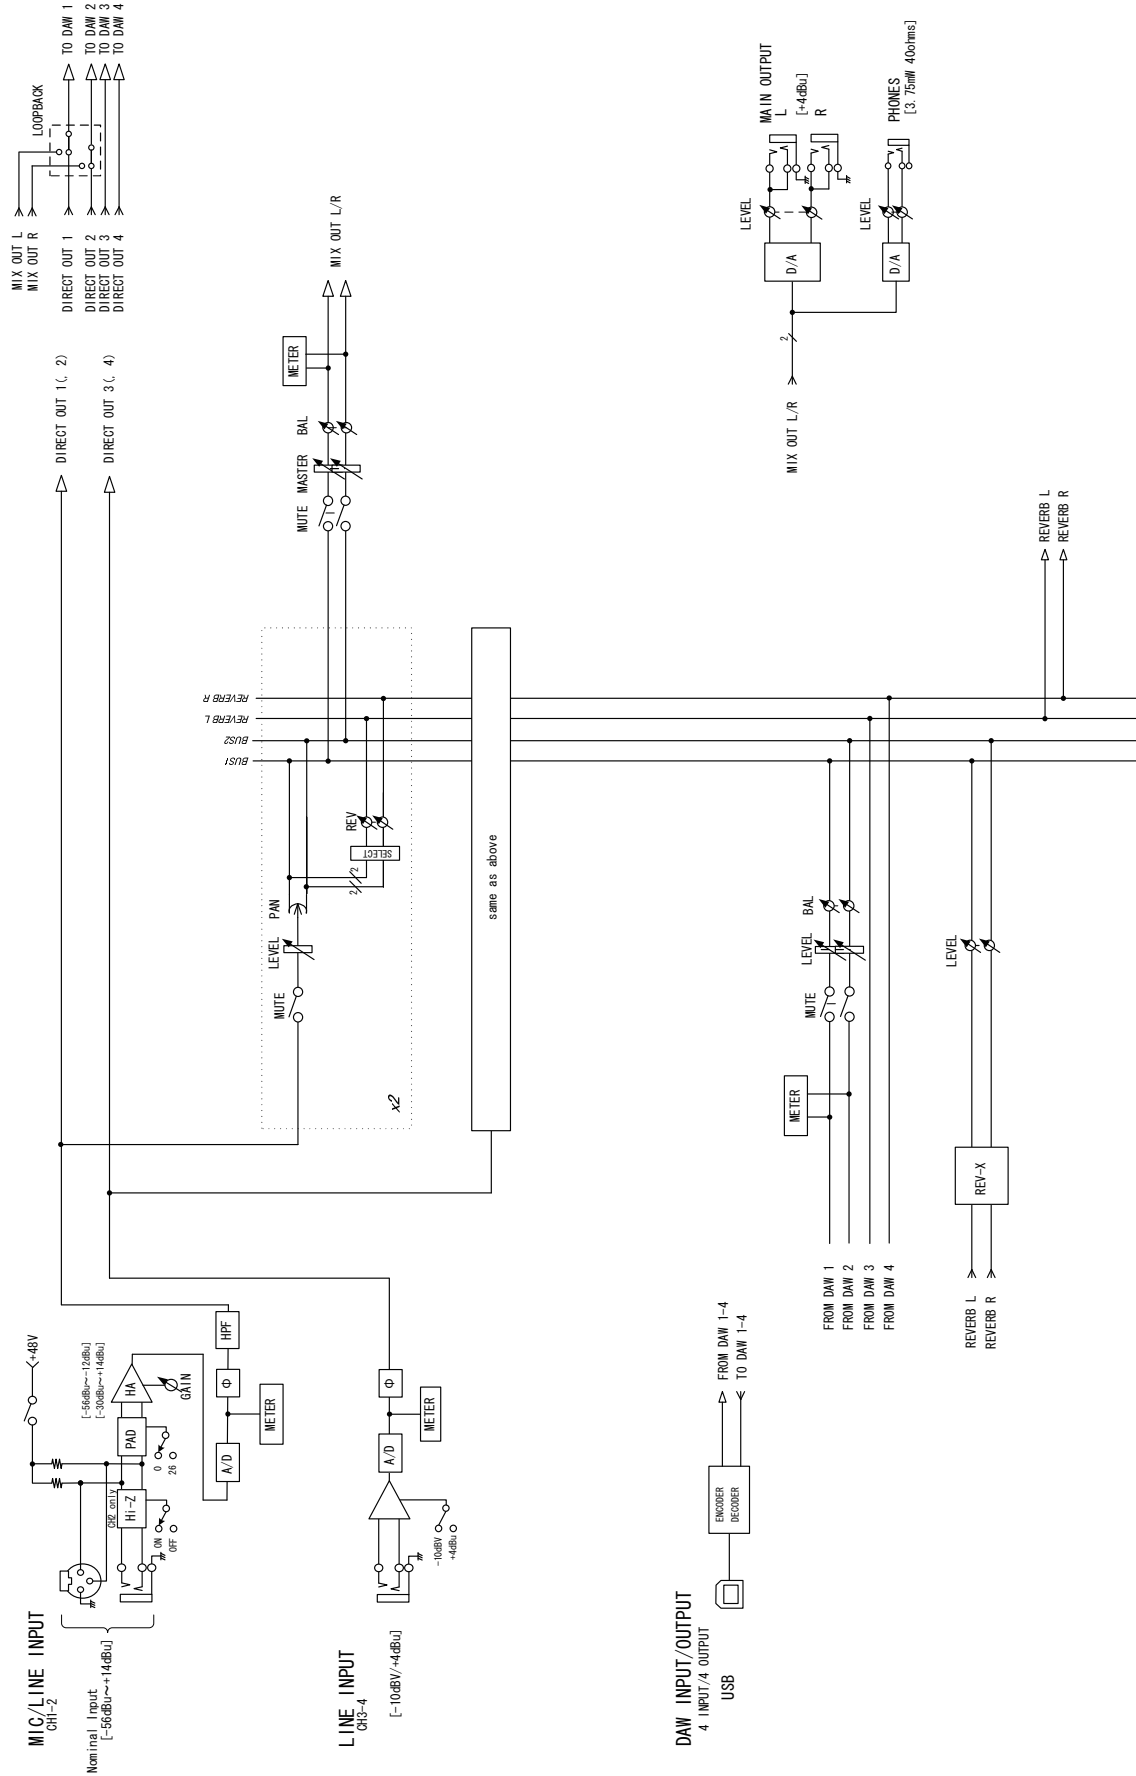 MIC/LINE INPUT
CH1-2
Nominal Input
[-56dBu~+14dBu]
CH2 only
Hi-Z
ON
OFF
PAD
0
26
+48V
[-56dBu~-12dBu]
[-30dBu~+14dBu]
HA
GAIN
A/D
METER
Φ
HPF
LINE INPUT
CH3-4
[-10dBV/+4dBu]
-10dBV
+4dBu
A/D
METER
Φ
DIRECT OUT 1(, 2)
DIRECT OUT 3(, 4)
MIX OUT L
MIX OUT R
DIRECT OUT 1
DIRECT OUT 2
DIRECT OUT 3
DIRECT OUT 4
LOOPBACK
TO DAW 1
TO DAW 2
TO DAW 3
TO DAW 4
x2
MUTE
LEVEL
PAN
2
2
SELECT
REV
BUS1
BUS2
REVERB L
REVERB R
MUTE
MASTER
BAL
METER
MIX OUT L/R
same as above
DAW INPUT/OUTPUT
4 INPUT/4 OUTPUT
USB
ENCODER
DECODER
FROM DAW 1-4
TO DAW 1-4
FROM DAW 1
FROM DAW 2
FROM DAW 3
FROM DAW 4
METER
MUTE
LEVEL
BAL
REVERB L
REVERB R
REV-X
LEVEL
REVERB L
REVERB R
MIX OUT L/R
2
D/A
LEVEL
MAIN OUTPUT
L
[+4dBu]
R
D/A
LEVEL
PHONES
[3.75mW 40ohms]